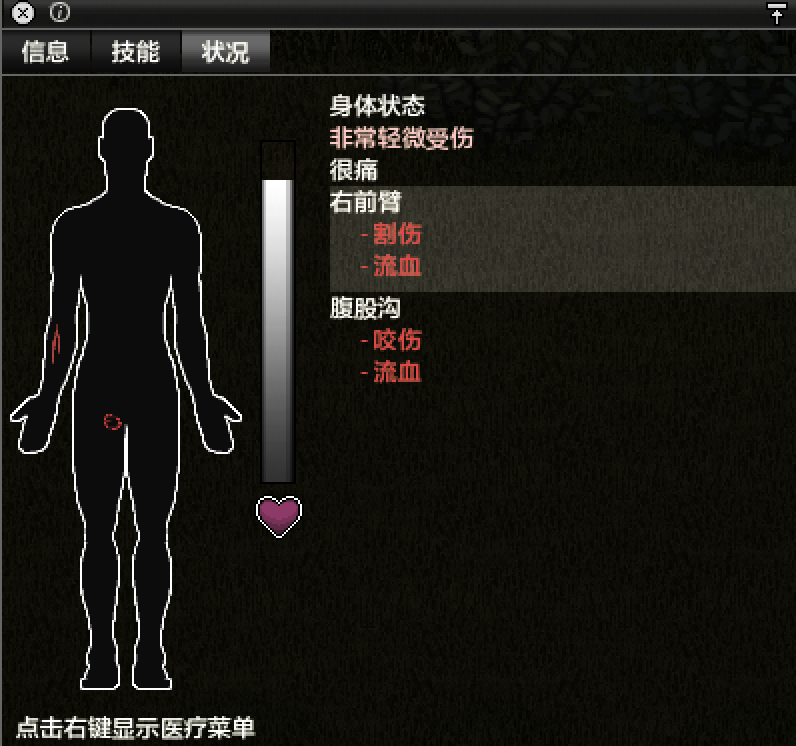 信息 技能 状况
身体状态
非常轻微受伤
很痛
右前臂
-割伤
-流血
腹股沟
-咬伤
-流血
点击右键显示医疗菜单